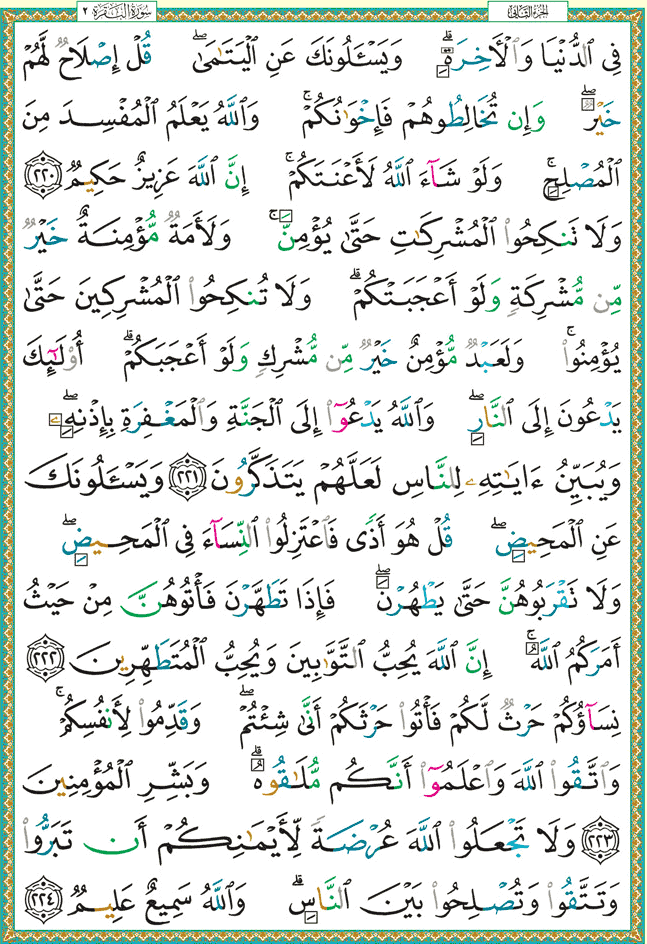 سُورَةُ البَقَرَةِ ٢
الجزء الثاني
فِى ٱلدُّنْيَا وَٱلْـَٔاخِرَةِ ۗ وَيَسْـَٔلُونَكَ عَنِ ٱلْيَتَـٰمَىٰ ۖ قُلْ إِصْلَاحٌ لَّهُمْ
خَيْرٌ ۖ وَإِن تُخَالِطُوهُمْ فَإِخْوَٰنُكُمْ ۚ وَٱللَّهُ يَعْلَمُ ٱلْمُفْسِدَ مِنَ
ٱلْمُصْلِحِ ۚ وَلَوْ شَآءَ ٱللَّهُ لَأَعْنَتَكُمْ ۚ إِنَّ ٱللَّهَ عَزِيزٌ حَكِيمٌ ٢٢٠
وَلَا تَنكِحُوا۟ ٱلْمُشْرِكَـٰتِ حَتَّىٰ يُؤْمِنَّ ۚ وَلَأَمَةٌ مُّؤْمِنَةٌ خَيْرٌ
مِّن مُّشْرِكَةٍ وَلَوْ أَعْجَبَتْكُمْ ۗ وَلَا تُنكِحُوا۟ ٱلْمُشْرِكِينَ حَتَّىٰ
يُؤْمِنُوا۟ ۚ وَلَعَبْدٌ مُّؤْمِنٌ خَيْرٌ مِّن مُّشْرِكٍ وَلَوْ أَعْجَبَكُمْ ۗ أُو۟لَـٰٓئِكَ
يَدْعُونَ إِلَى ٱلنَّارِ ۖ وَٱللَّهُ يَدْعُوٓا۟ إِلَى ٱلْجَنَّةِ وَٱلْمَغْفِرَةِ بِإِذْنِهِۦ ۖ
وَيُبَيِّنُ ءَايَـٰتِهِۦ لِلنَّاسِ لَعَلَّهُمْ يَتَذَكَّرُونَ ٢٢١ وَيَسْـَٔلُونَكَ
عَنِ ٱلْمَحِيضِ ۖ قُلْ هُوَ أَذًى فَٱعْتَزِلُوا۟ ٱلنِّسَآءَ فِى ٱلْمَحِيضِ ۖ
وَلَا تَقْرَبُوهُنَّ حَتَّىٰ يَطْهُرْنَ ۖ فَإِذَا تَطَهَّرْنَ فَأْتُوهُنَّ مِنْ حَيْثُ
أَمَرَكُمُ ٱللَّهُ ۚ إِنَّ ٱللَّهَ يُحِبُّ ٱلتَّوَّٰبِينَ وَيُحِبُّ ٱلْمُتَطَهِّرِينَ ٢٢٢
نِسَآؤُكُمْ حَرْثٌ لَّكُمْ فَأْتُوا۟ حَرْثَكُمْ أَنَّىٰ شِئْتُمْ ۖ وَقَدِّمُوا۟ لِأَنفُسِكُمْ ۚ
وَٱتَّقُوا۟ ٱللَّهَ وَٱعْلَمُوٓا۟ أَنَّكُم مُّلَـٰقُوهُ ۗ وَبَشِّرِ ٱلْمُؤْمِنِينَ
٢٢٣ وَلَا تَجْعَلُوا۟ ٱللَّهَ عُرْضَةً لِّأَيْمَـٰنِكُمْ أَن تَبَرُّوا۟
وَتَتَّقُوا۟ وَتُصْلِحُوا۟ بَيْنَ ٱلنَّاسِ ۗ وَٱللَّهُ سَمِيعٌ عَلِيمٌ ٢٢٤